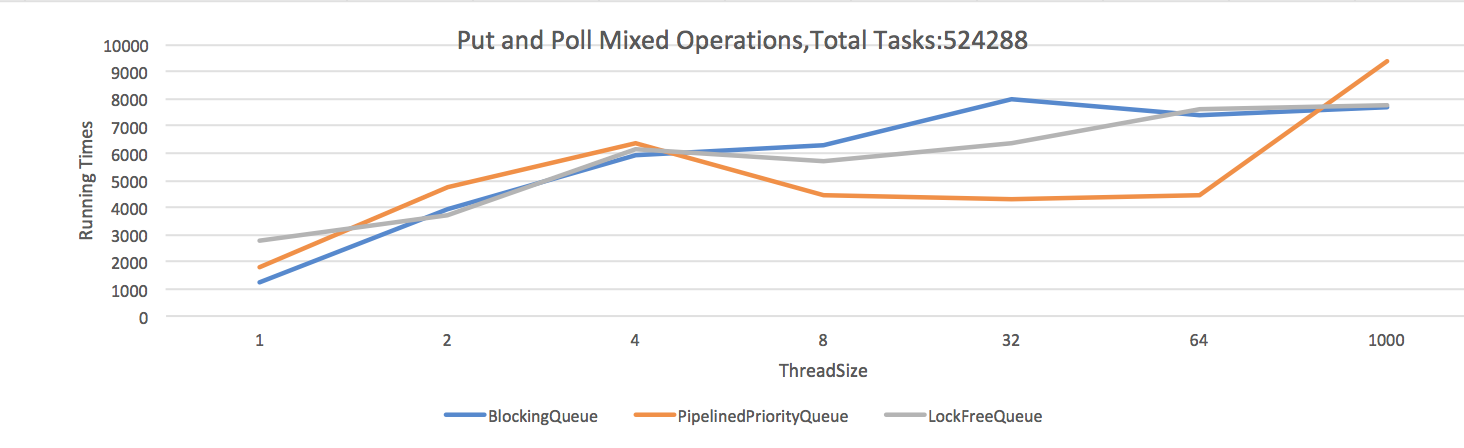 Put and Poll Mixed Operations,Total Tasks:524288
10000
9000
8000
7000
6000
5000
4000
3000
2000
1000
0
Running Times
1 2 4 8 32 64 1000
ThreadSize
BlockingQueue PipelinedPriorityQueue LockFreeQueue